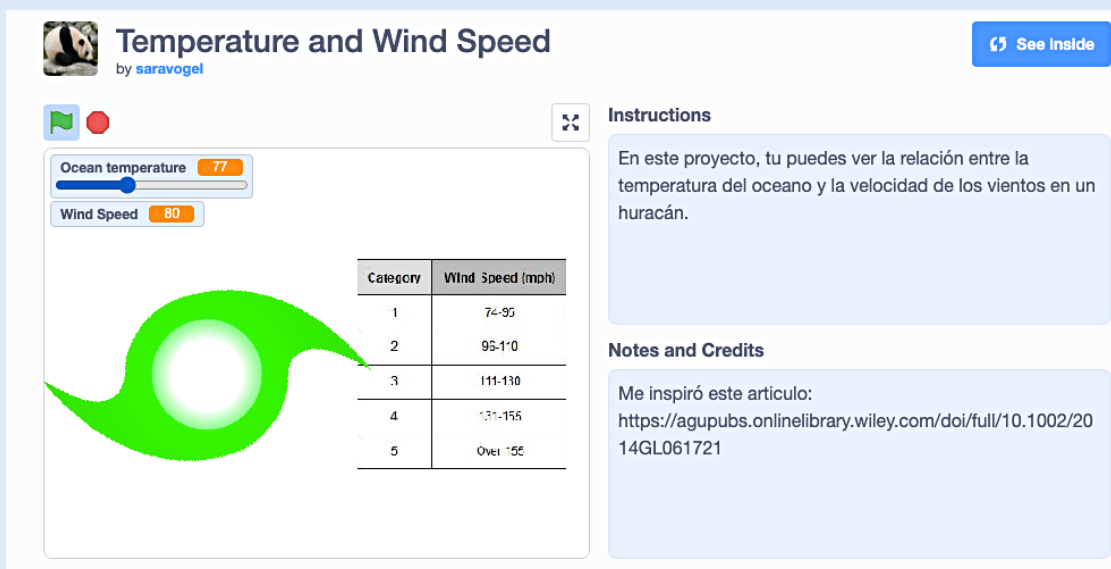 Temperature and Wind Speed
by saravogel
See inside
Ocean temperature 77
Wind Speed 80
Category Wind Speed (mph)
1 74-95
2 96-110
3 111-130
4 131-155
5 Over 155
Instructions
En este proyecto, tu puedes ver la relación entre la
temperatura del oceano y la velocidad de los vientos en un
huracán.
Notes and Credits
Me inspiró este articulo:
https://agupubs.onlinelibrary.wiley.com/doi/full/10.1002/20
14GL061721